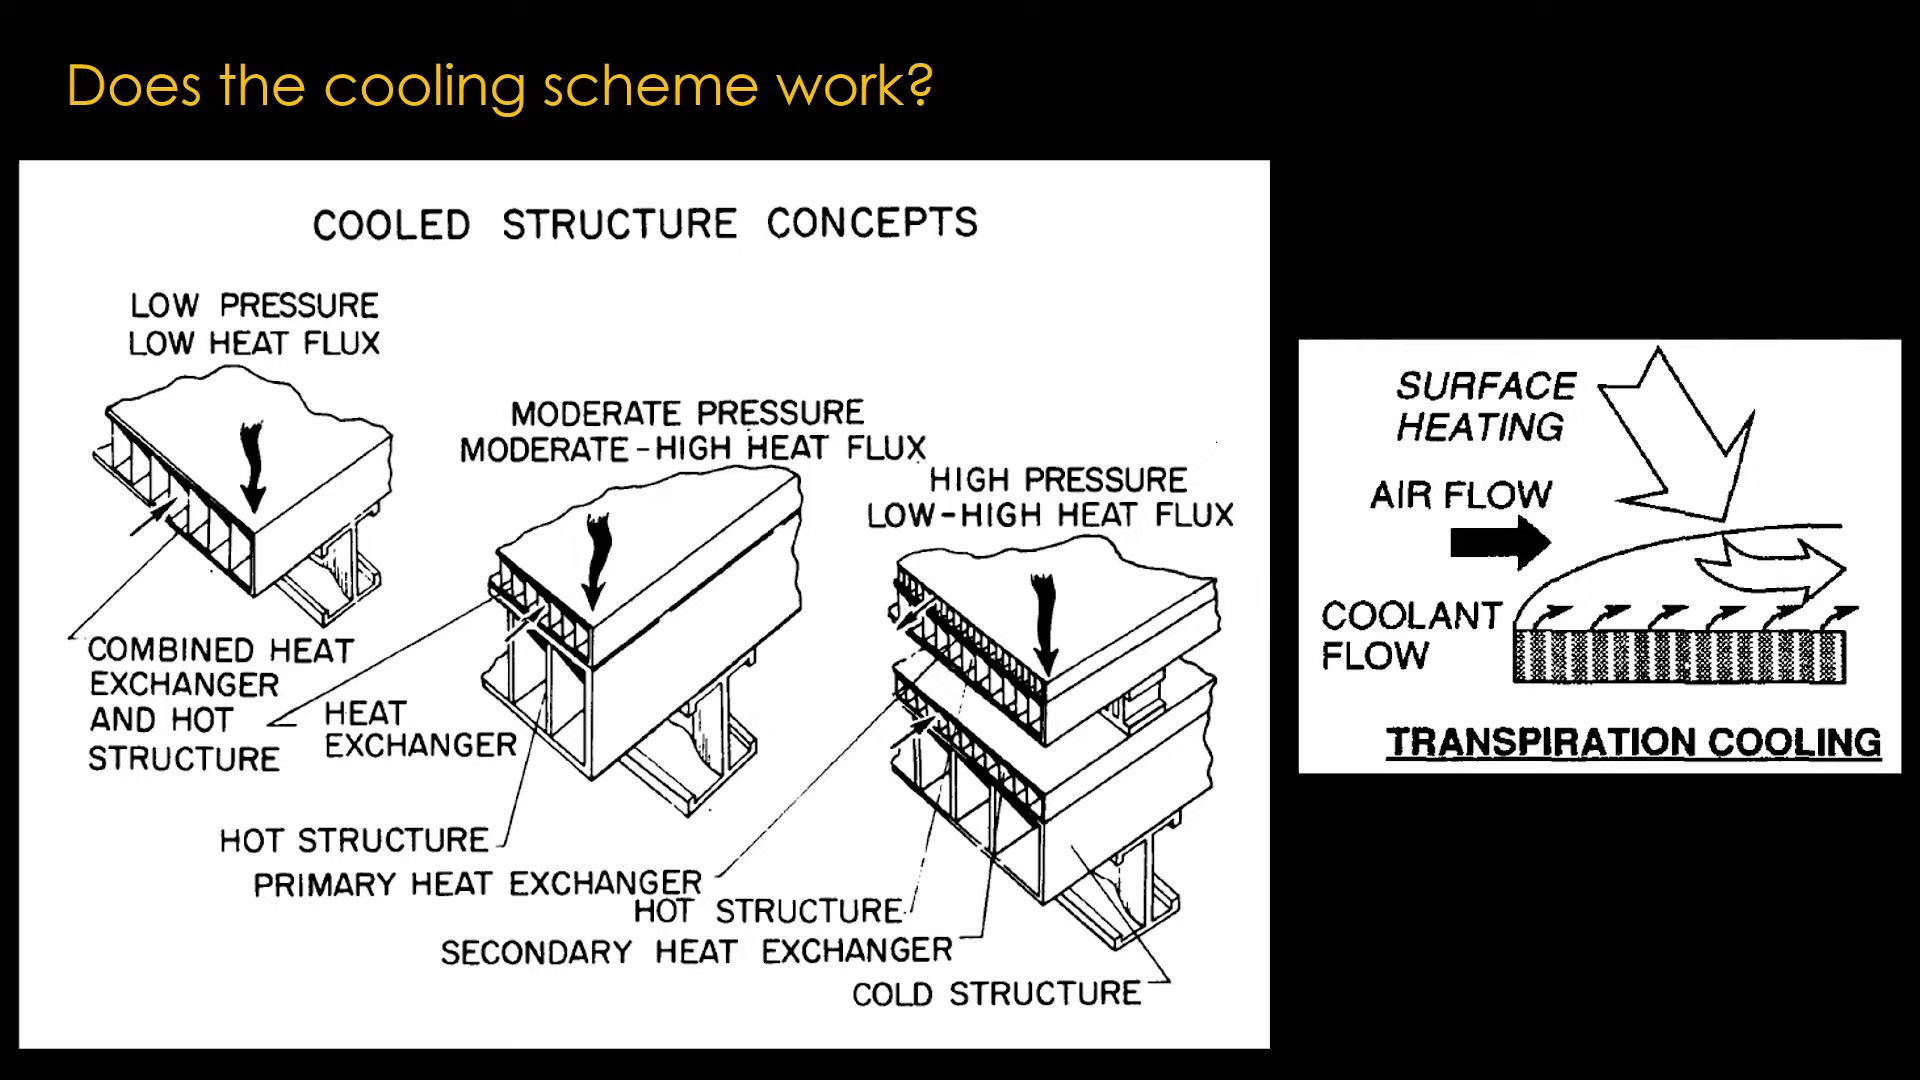 Does the cooling scheme work?
COOLED STRUCTURE CONCEPTS
LOW PRESSURE
LOW HEAT FLUX
MODERATE PRESSURE
MODERATE-HIGH HEAT FLUX
HIGH PRESSURE
LOW-HIGH HEAT FLUX
COMBINED HEAT
EXCHANGER
AND HOT
STRUCTURE
HEAT
EXCHANGER
HOT STRUCTURE
PRIMARY HEAT EXCHANGER
HOT STRUCTURE
SECONDARY HEAT EXCHANGER
COLD STRUCTURE
SURFACE
HEATING
AIR FLOW
COOLANT
FLOW
TRANSPIRATION COOLING